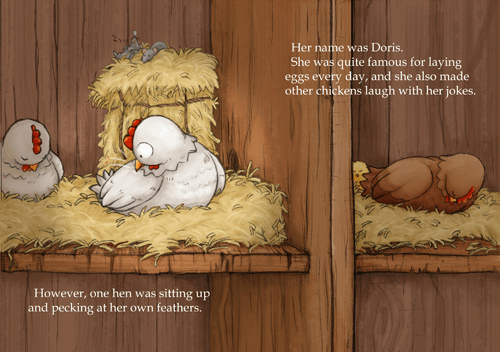 However, one hen was sitting up
and pecking at her own feathers.
Her name was Doris.
She was quite famous for laying
eggs every day, and she also made
other chickens laugh with her jokes.